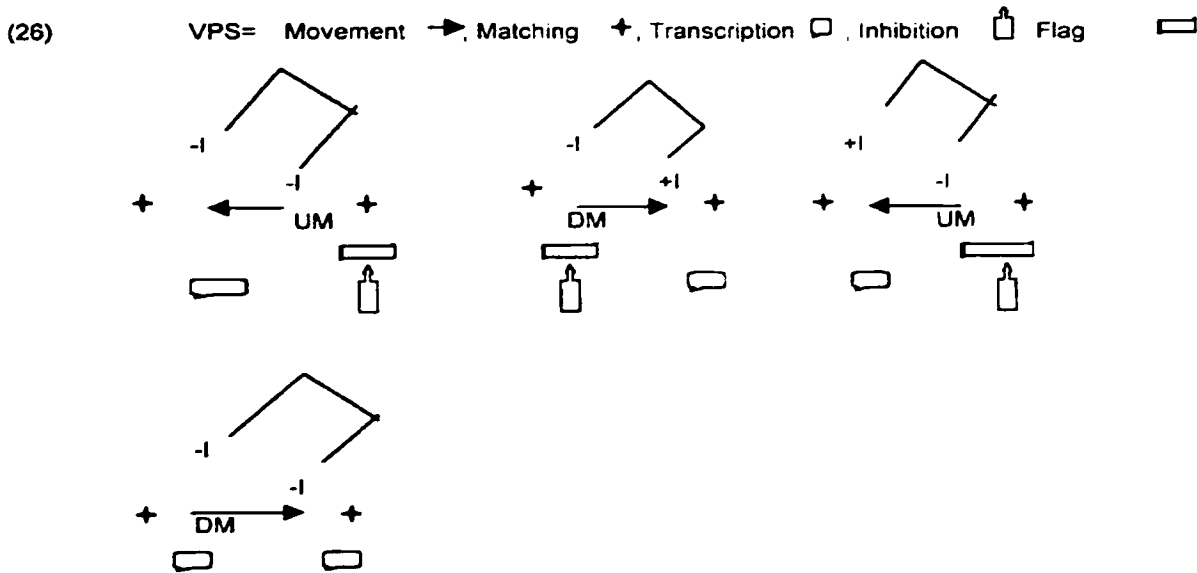 (26) VPS= Movement , Matching , Transcription , Inhibition Flag
-I -I +I
-I +I -I
UM DM UM
-I
-I
DM